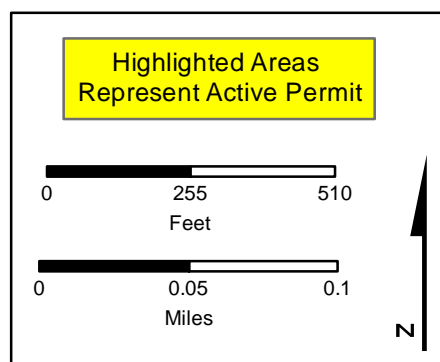 Highlighted Areas
Represent Active Permit
0 255 510
Feet
0 0.05 0.1
Miles
N